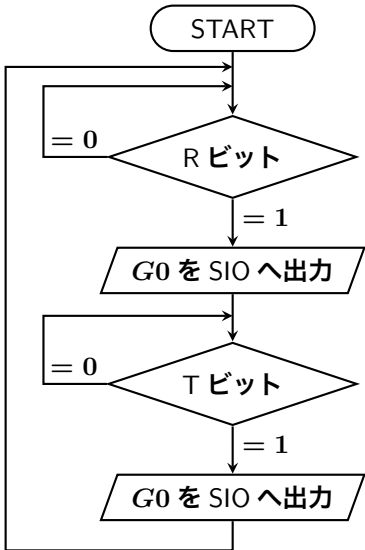 START
= 0
R ビット
= 1
G0 を SIO へ出力
= 0
T ビット
= 1
G0 を SIO へ出力